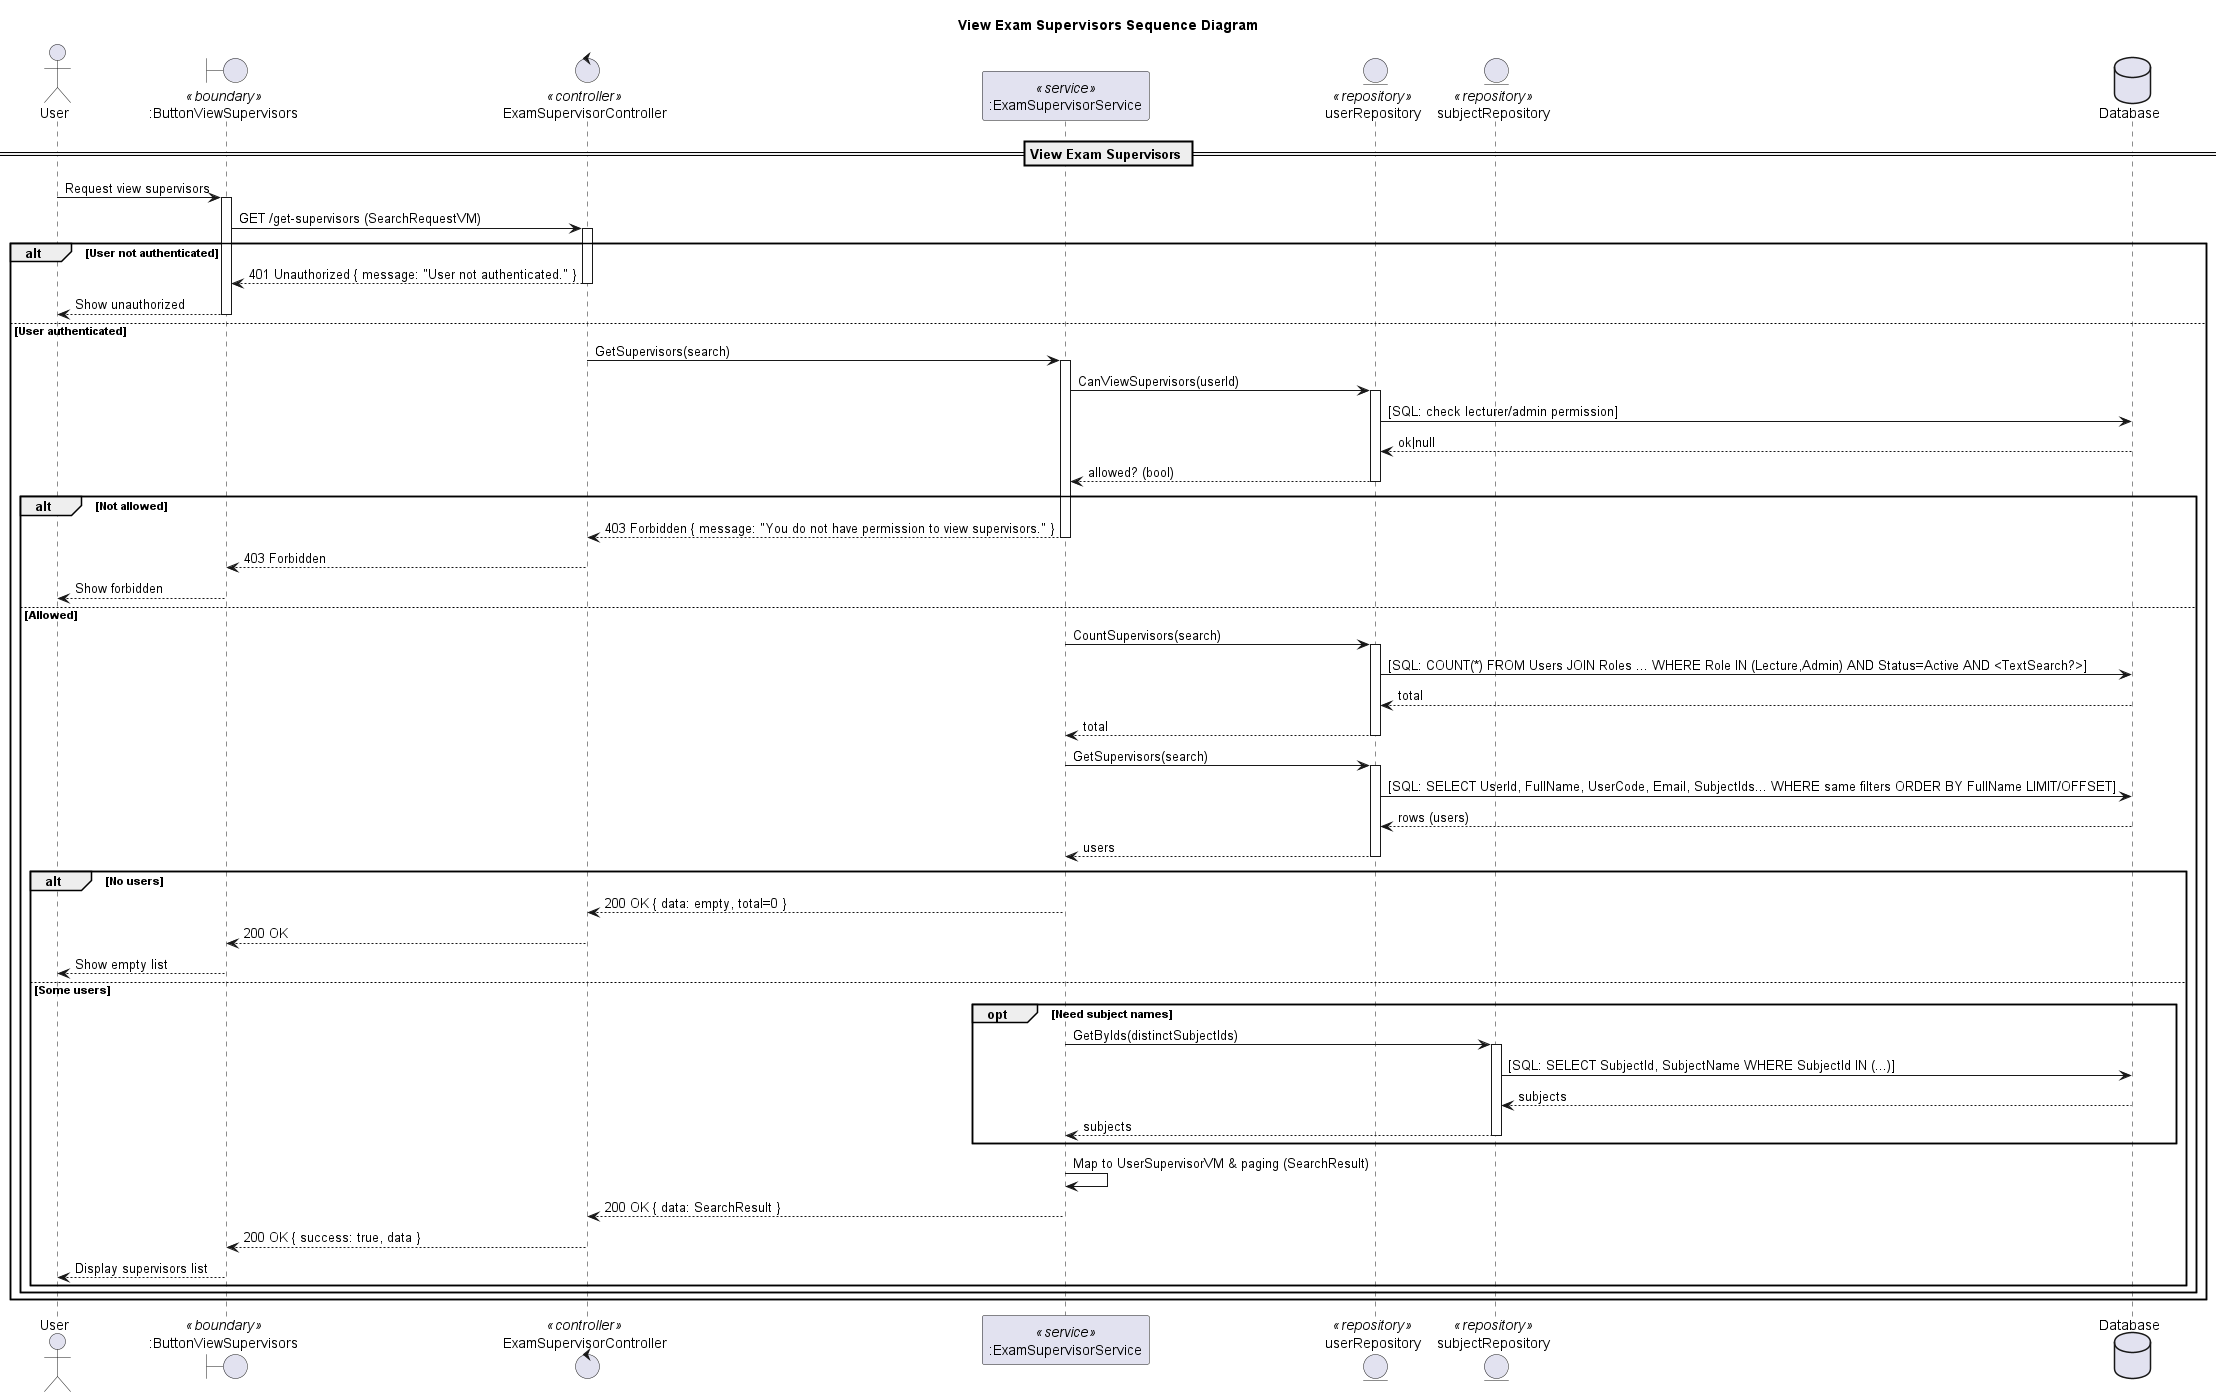 View Exam Supervisors Sequence Diagram
User
«boundary»
:ButtonViewSupervisors
«controller»
ExamSupervisorController
«service»
:ExamSupervisorService
«repository»
userRepository
«repository»
subjectRepository
Database
View Exam Supervisors
Request view supervisors
GET /get-supervisors (SearchRequestVM)
alt [User not authenticated]
401 Unauthorized { message: "User not authenticated." }
Show unauthorized
[User authenticated]
GetSupervisors(search)
CanViewSupervisors(userId)
[SQL: check lecturer/admin permission]
ok|null
allowed? (bool)
alt [Not allowed]
403 Forbidden { message: "You do not have permission to view supervisors." }
403 Forbidden
Show forbidden
[Allowed]
CountSupervisors(search)
[SQL: COUNT(*) FROM Users JOIN Roles ... WHERE Role IN (Lecture,Admin) AND Status=Active AND <TextSearch?>]
total
total
GetSupervisors(search)
[SQL: SELECT UserId, FullName, UserCode, Email, SubjectIds... WHERE same filters ORDER BY FullName LIMIT/OFFSET]
rows (users)
users
alt [No users]
200 OK { data: empty, total=0 }
200 OK
Show empty list
[Some users]
opt [Need subject names]
GetByIds(distinctSubjectIds)
[SQL: SELECT SubjectId, SubjectName WHERE SubjectId IN (...)]
subjects
subjects
Map to UserSupervisorVM & paging (SearchResult)
200 OK { data: SearchResult }
200 OK { success: true, data }
Display supervisors list
User
«boundary»
:ButtonViewSupervisors
«controller»
ExamSupervisorController
«service»
:ExamSupervisorService
«repository»
userRepository
«repository»
subjectRepository
Database